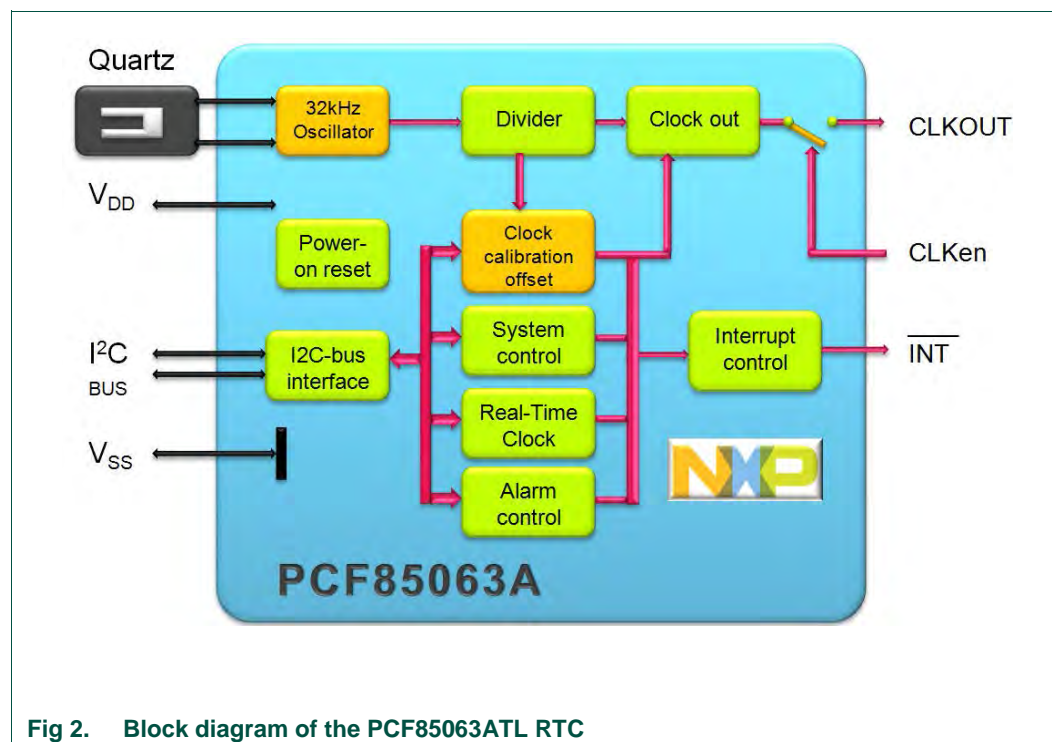 Quartz
32kHz
Oscillator
Divider
Clock out
CLKOUT
V_DD
Power-
on reset
Clock
calibration
offset
CLKen
I²C
BUS
I2C-bus
interface
System
control
Interrupt
control
INT
Real-Time
Clock
V_SS
NXP
Alarm
control
PCF85063A
Fig 2. Block diagram of the PCF85063ATL RTC